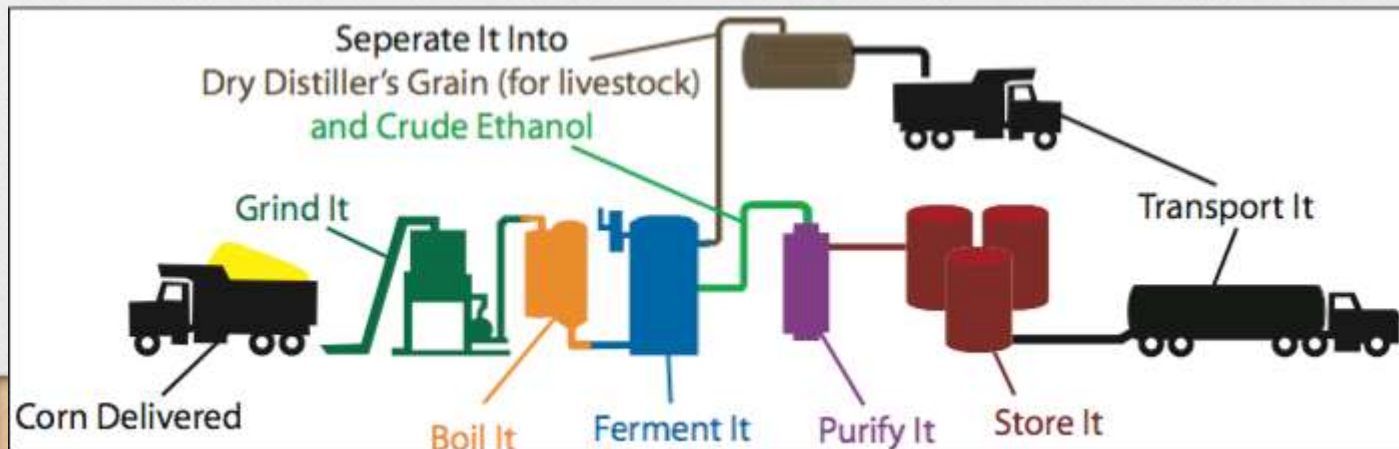 Seperate It Into
Dry Distiller's Grain (for livestock)
and Crude Ethanol
Grind It
Transport It
Corn Delivered
Boil It
Ferment It
Purify It
Store It